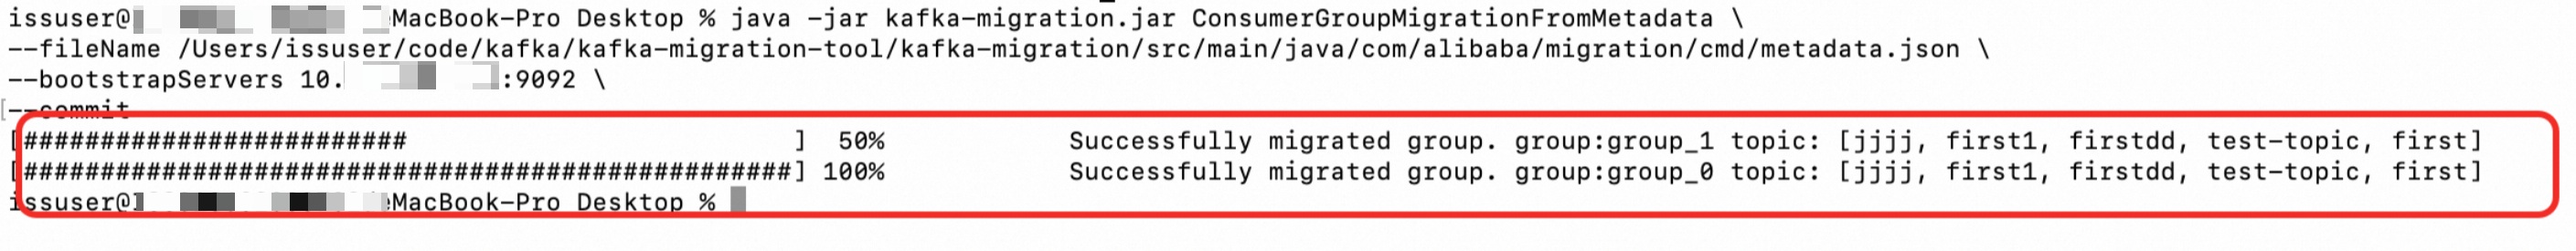 issuser@ MacBook-Pro Desktop % java -jar kafka-migration.jar ConsumerGroupMigrationFromMetadata \
--fileName /Users/issuser/code/kafka/kafka-migration-tool/kafka-migration/src/main/java/com/alibaba/migration/cmd/metadata.json \
--bootstrapServers 10. :9092 \
[--commit
[######################### ] 50% Successfully migrated group. group:group_1 topic: [jjjj, first1, firstdd, test-topic, first]
[##################################################] 100% Successfully migrated group. group:group_0 topic: [jjjj, first1, firstdd, test-topic, first]
issuser@ MacBook-Pro Desktop %